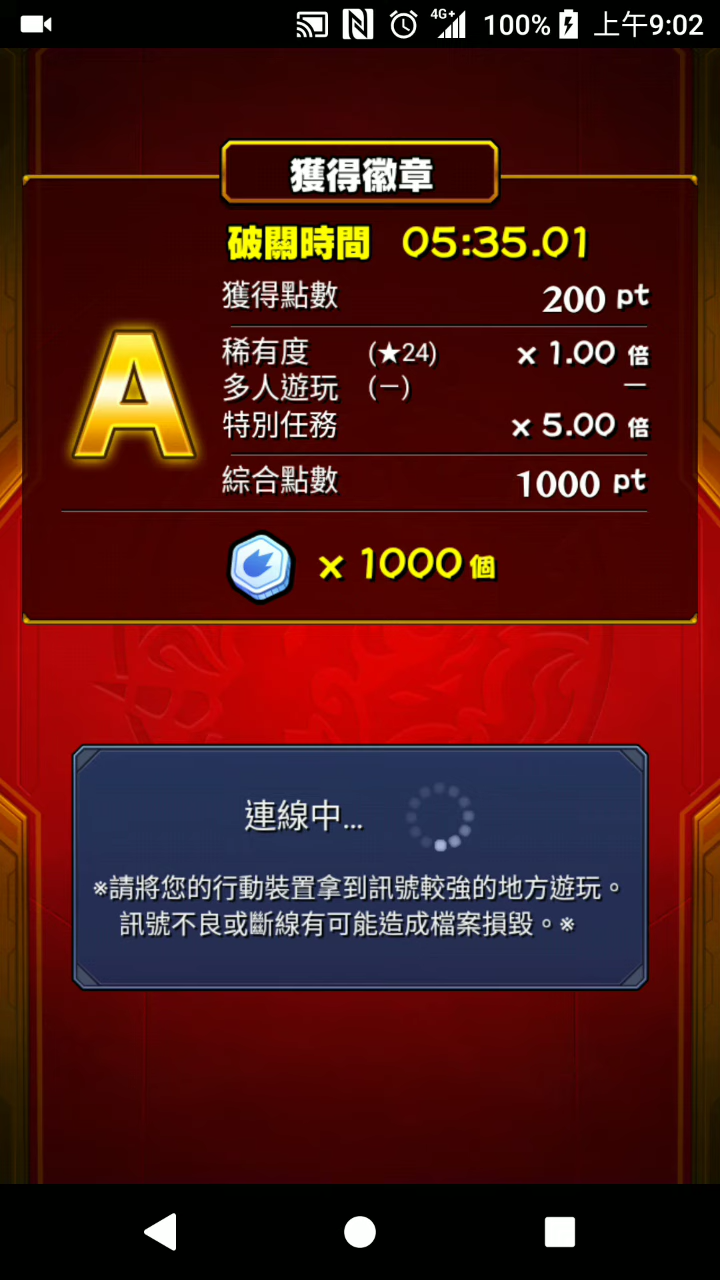 4G+ 100% 上午9:02
獲得徽章
破關時間 05:35.01
獲得點數 200 pt
稀有度 (★24) × 1.00 倍
多人遊玩 (－) －
特別任務 × 5.00 倍
綜合點數 1000 pt
A
× 1000 個
連線中...
※請將您的行動裝置拿到訊號較強的地方遊玩。
訊號不良或斷線有可能造成檔案損毀。※